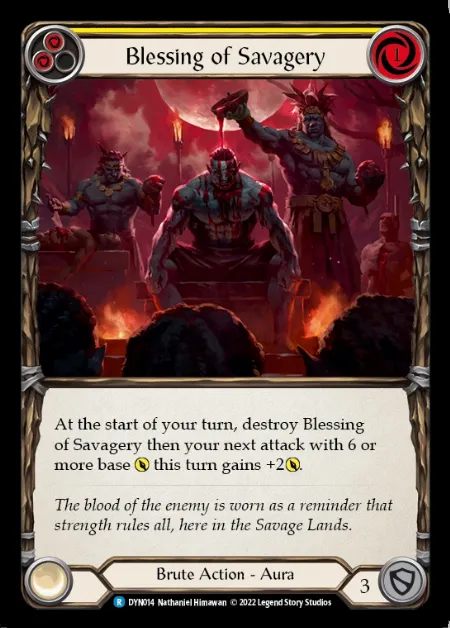 Blessing of Savagery
1
At the start of your turn, destroy Blessing
of Savagery then your next attack with 6 or
more base this turn gains +2.
The blood of the enemy is worn as a reminder that
strength rules all, here in the Savage Lands.
Brute Action - Aura
3
R DYN014 Nathaniel Himawan © 2022 Legend Story Studios